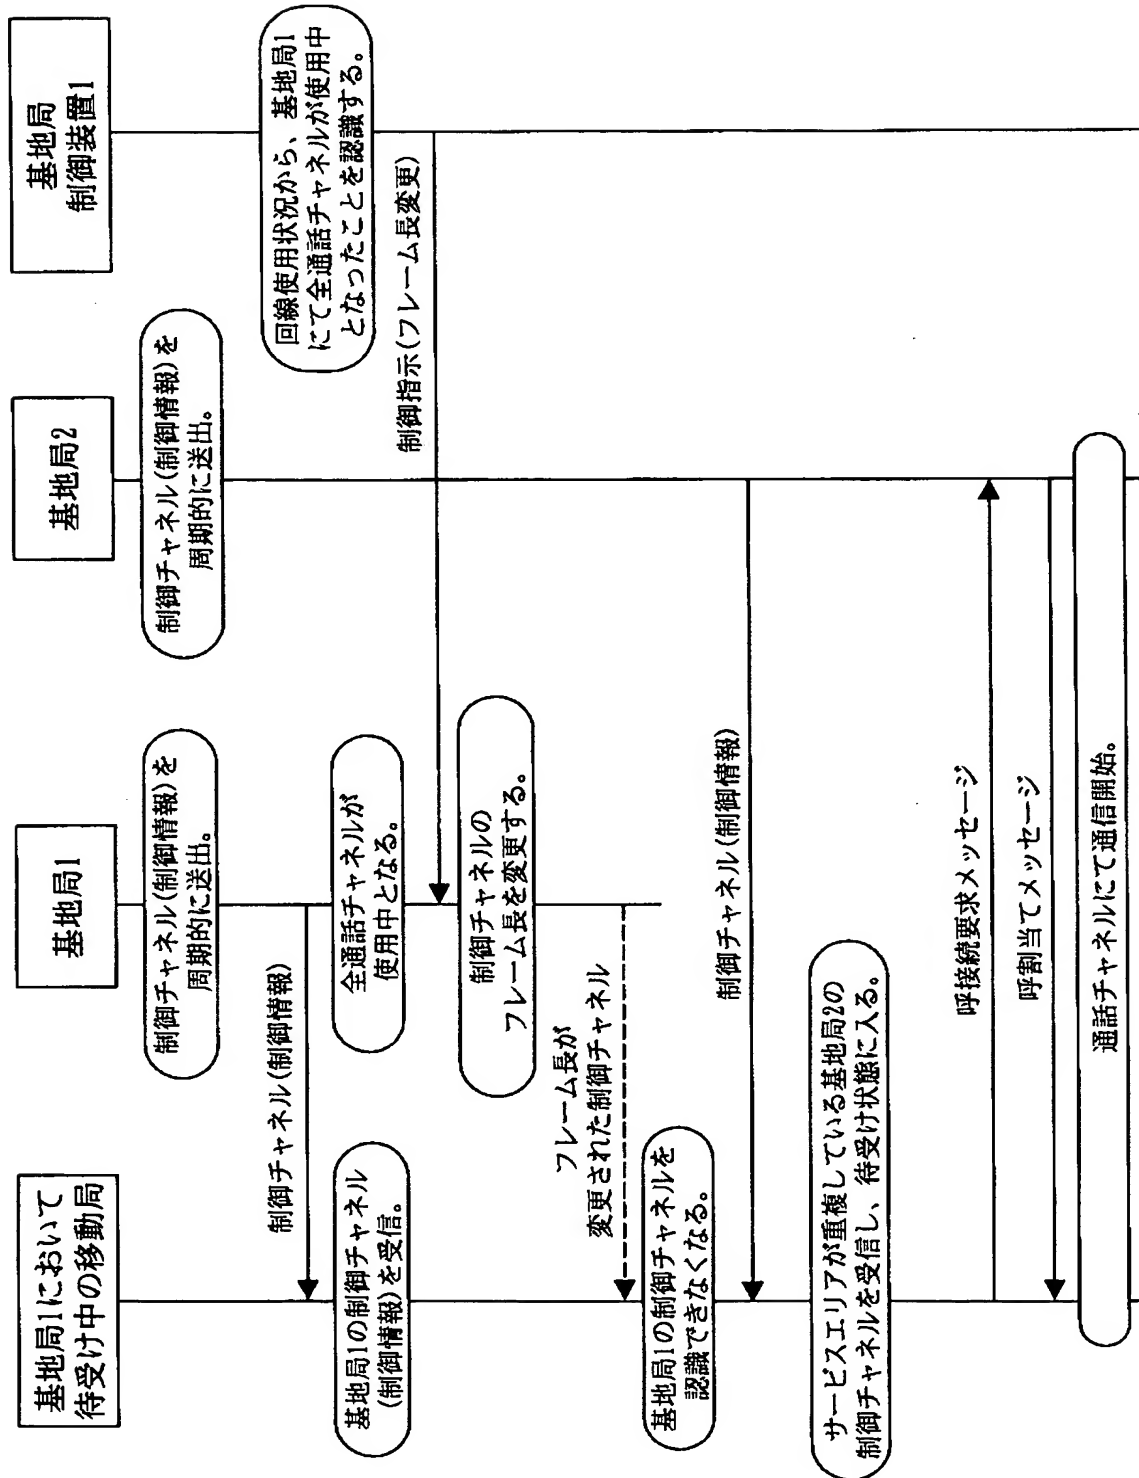 基地局1において
待受け中の移動局
基地局1
基地局2
基地局
制御装置1
制御チャネル(制御情報)を
周期的に送出。
制御チャネル(制御情報)を
周期的に送出。
制御チャネル(制御情報)
回線使用状況から、基地局1
にて全通話チャネルが使用中
となったことを認識する。
基地局1の制御チャネル
(制御情報)を受信。
全通話チャネルが
使用中となる。
制御指示(フレーム長変更)
制御チャネルの
フレーム長を変更する。
フレーム長が
変更された制御チャネル
基地局1の制御チャネルを
認識できなくなる。
制御チャネル(制御情報)
サービスエリアが重複している基地局2の
制御チャネルを受信し、待受け状態に入る。
呼接続要求メッセージ
呼割当てメッセージ
通話チャネルにて通信開始。